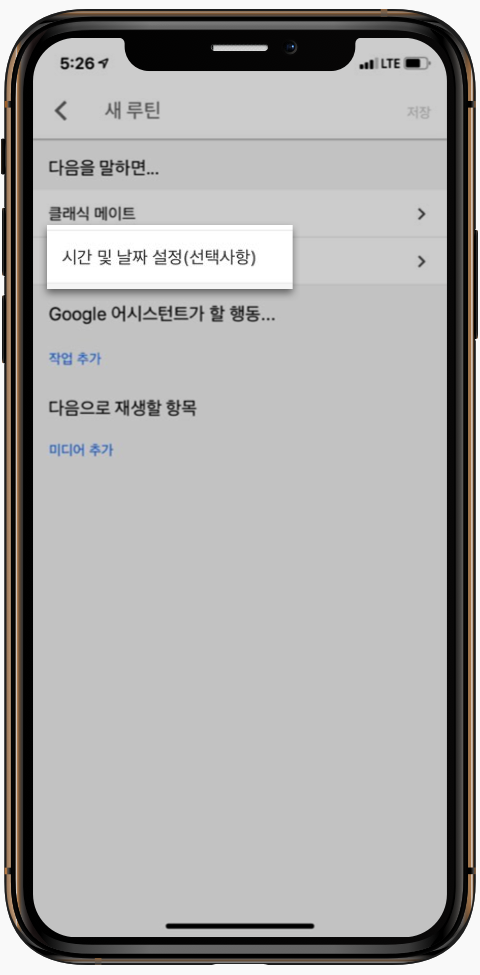 5:26 LTE
새 루틴
저장
다음을 말하면...
클래식 메이트
시간 및 날짜 설정(선택사항)
Google 어시스턴트가 할 행동...
작업 추가
다음으로 재생할 항목
미디어 추가